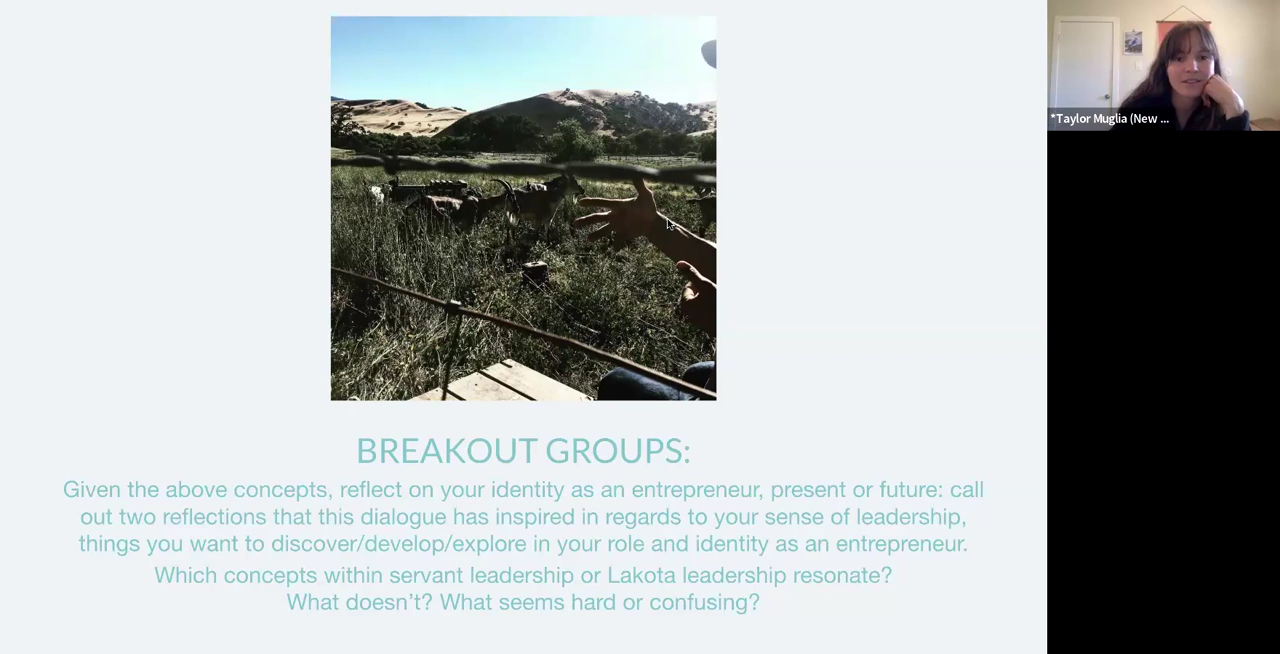 *Taylor Muglia (New ...
BREAKOUT GROUPS:
Given the above concepts, reflect on your identity as an entrepreneur, present or future: call
out two reflections that this dialogue has inspired in regards to your sense of leadership,
things you want to discover/develop/explore in your role and identity as an entrepreneur.
Which concepts within servant leadership or Lakota leadership resonate?
What doesn't? What seems hard or confusing?